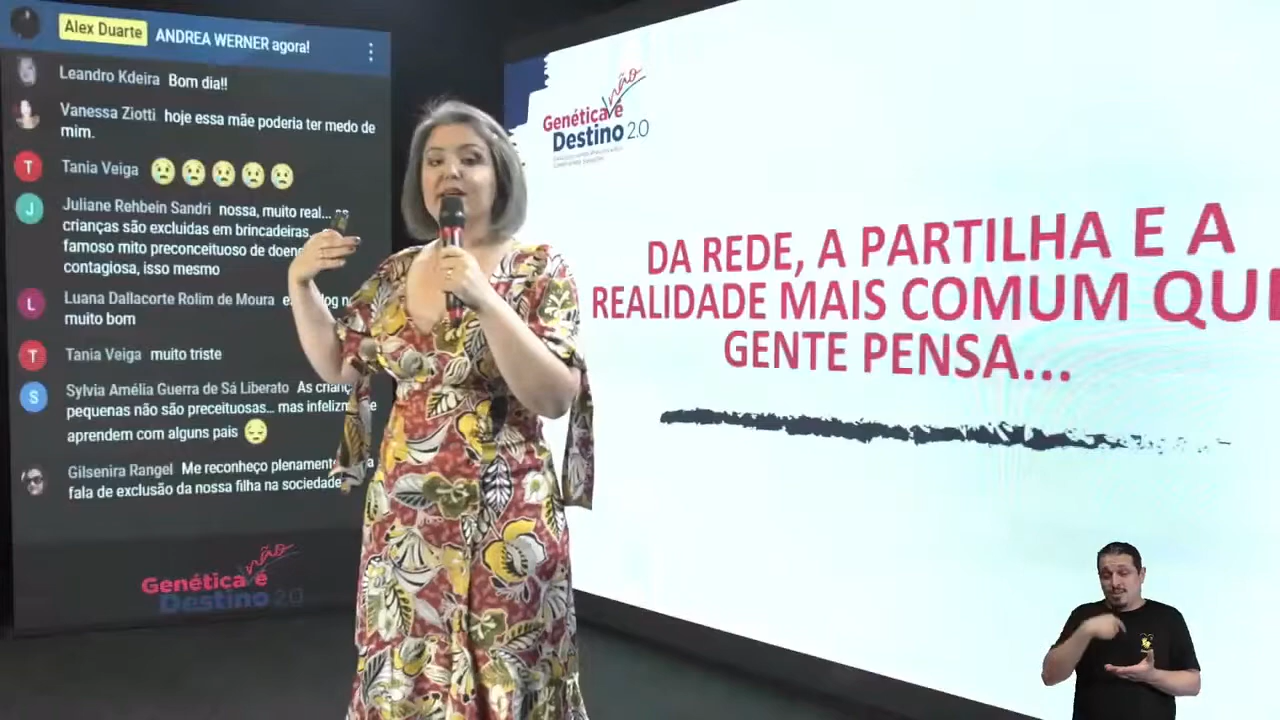 Alex Duarte ANDREA WERNER agora!
Leandro Kdeira Bom dia!!
Vanessa Ziotti hoje essa mãe poderia ter medo de
mim.
T Tania Veiga
J Juliane Rehbein Sandri nossa, muito real...
crianças são excluidas em brincadeiras
famoso mito preconceituoso de
contagiosa, isso mesmo
L Luana Dallacorte Rolim de Moura
muito bom
T Tania Veiga muito triste
S Sylvia Amélia Guerra de Sá Liberato As
pequenas não são preceituosas... mas
aprendem com alguns pais
Gilsenira Rangel Me reconheço
fala de exclusão da nossa filha na sociedade
não
Genética é
Destino 2.0
não
Genética é
Destino 2.0
DA REDE, A PARTILHA E A
REALIDADE MAIS COMUM
GENTE PENSA...